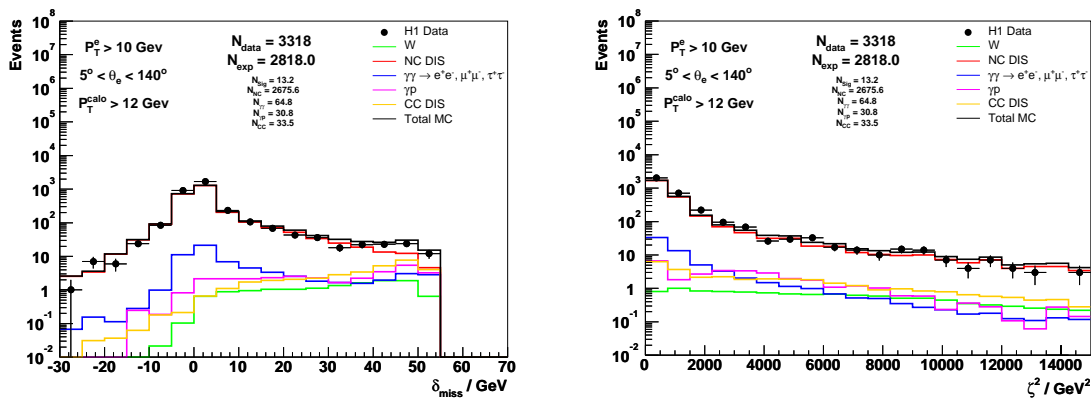 Events
10^8
10^7
10^6
10^5
10^4
10^3
10^2
10
1
10^-1
10^-2
P_T^e > 10 Gev
5° < θ_e < 140°
P_T^calo > 12 Gev
N_data = 3318
N_exp = 2818.0
N_Sig = 13.2
N_NC = 2675.6
N_γγ = 64.8
N_γp = 30.8
N_CC = 33.5
H1 Data
W
NC DIS
γγ → e⁺e⁻, μ⁺μ⁻, τ⁺τ⁻
γp
CC DIS
Total MC
-30 -20 -10 0 10 20 30 40 50 60 70
δ_miss / GeV
Events
10^8
10^7
10^6
10^5
10^4
10^3
10^2
10
1
10^-1
10^-2
P_T^e > 10 Gev
5° < θ_e < 140°
P_T^calo > 12 Gev
N_data = 3318
N_exp = 2818.0
N_Sig = 13.2
N_NC = 2675.6
N_γγ = 64.8
N_γp = 30.8
N_CC = 33.5
H1 Data
W
NC DIS
γγ → e⁺e⁻, μ⁺μ⁻, τ⁺τ⁻
γp
CC DIS
Total MC
0 2000 4000 6000 8000 10000 12000 14000
ζ² / GeV²